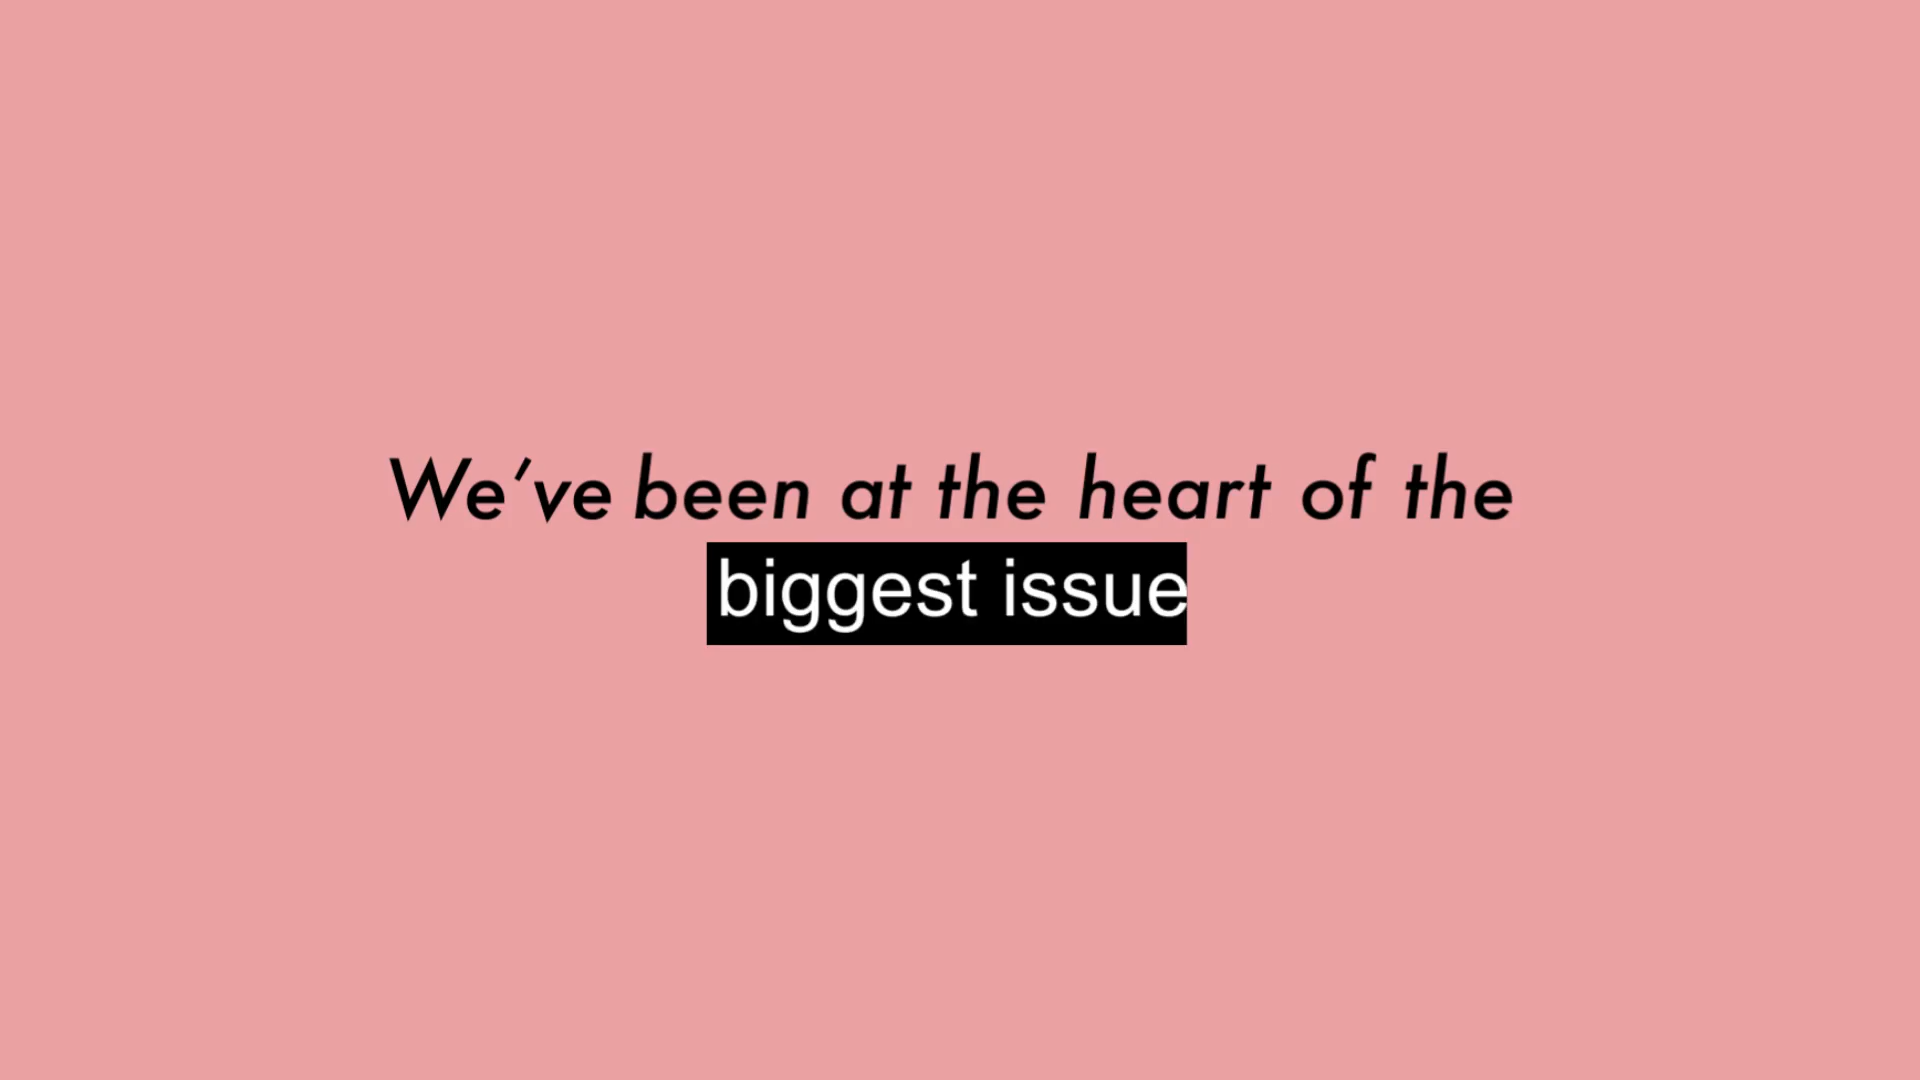 We've been at the heart of the
biggest issue